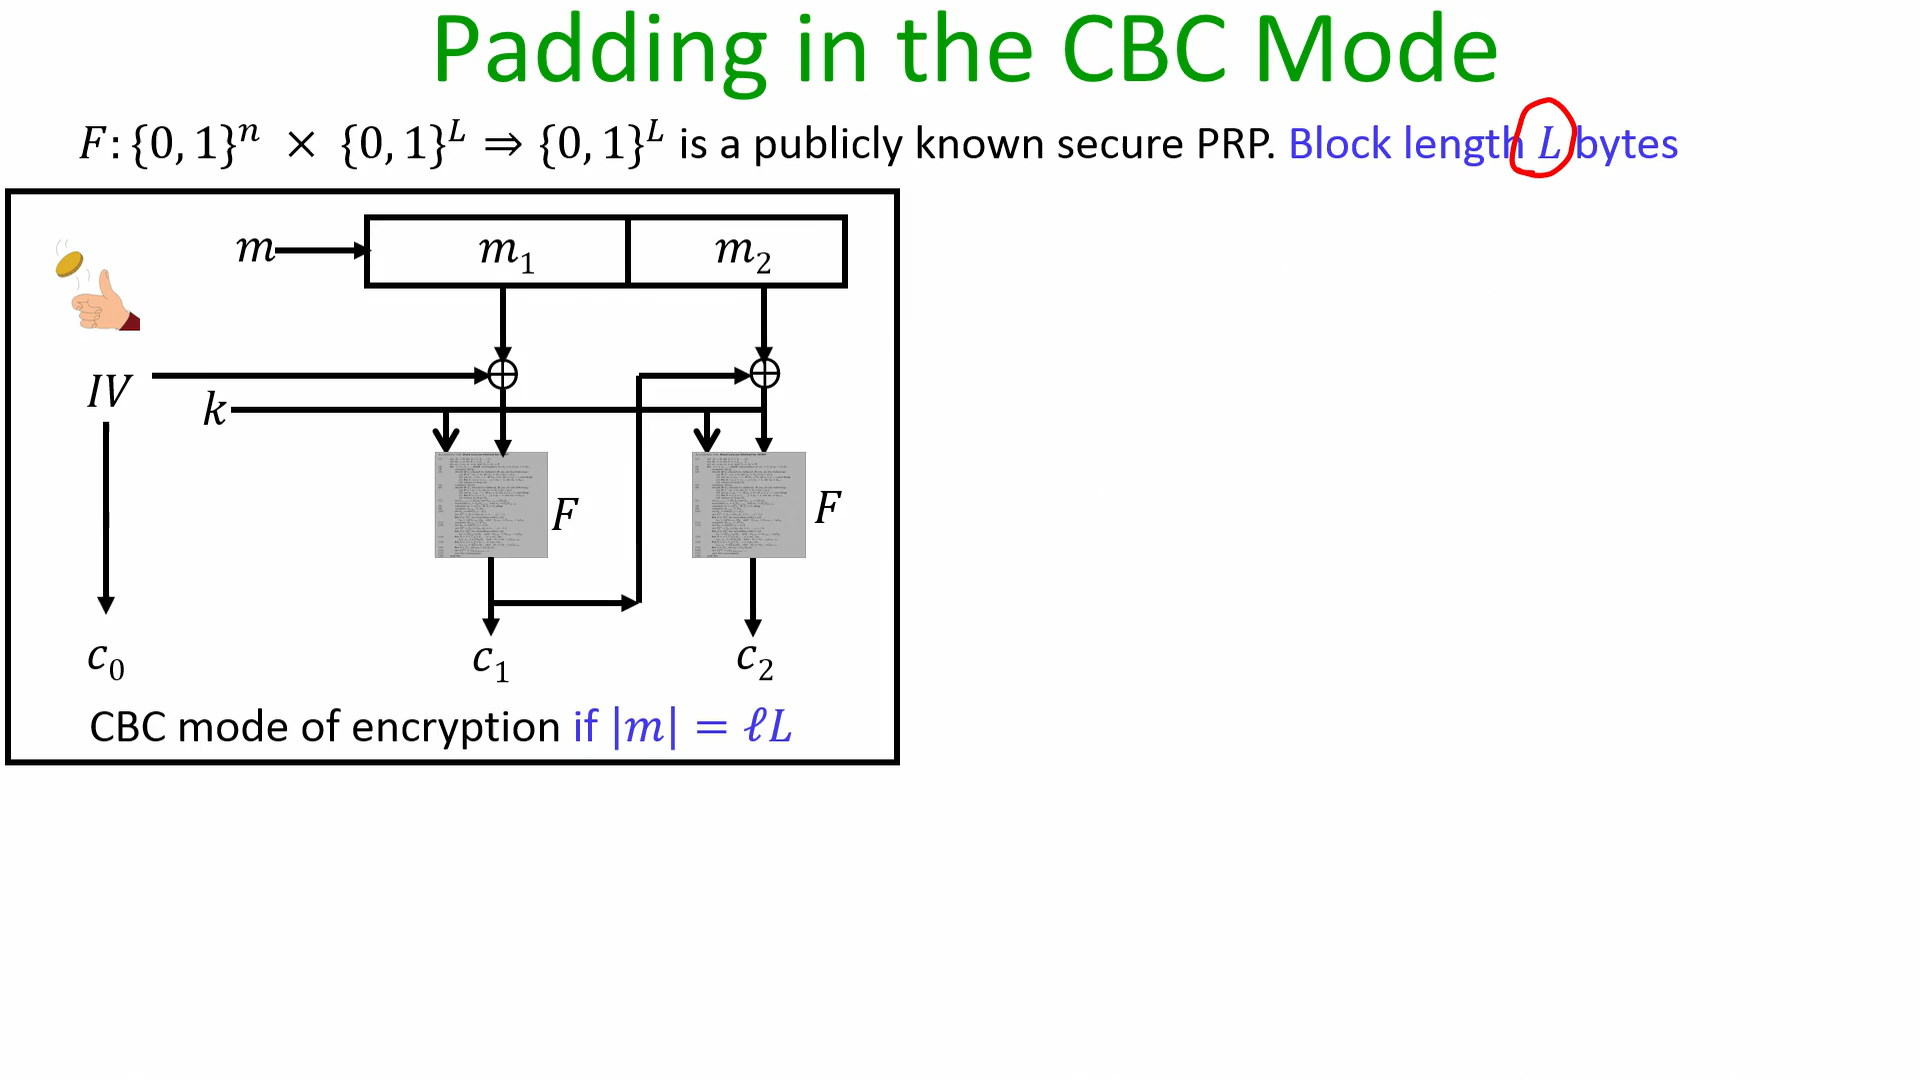 Padding in the CBC Mode
F: {0, 1}ⁿ × {0, 1}ᴸ ⇒ {0, 1}ᴸ is a publicly known secure PRP. Block length L bytes
m
m₁ m₂
IV
k
F F
c₀ c₁ c₂
CBC mode of encryption if |m| = ℓL